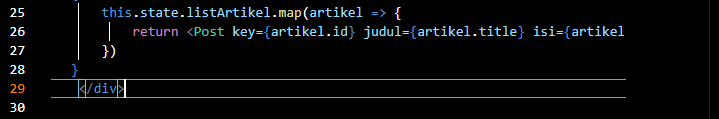 25 this.state.listArtikel.map(artikel => {
26 return <Post key={artikel.id} judul={artikel.title} isi={artikel
27 })
28 }
29 </div>
30